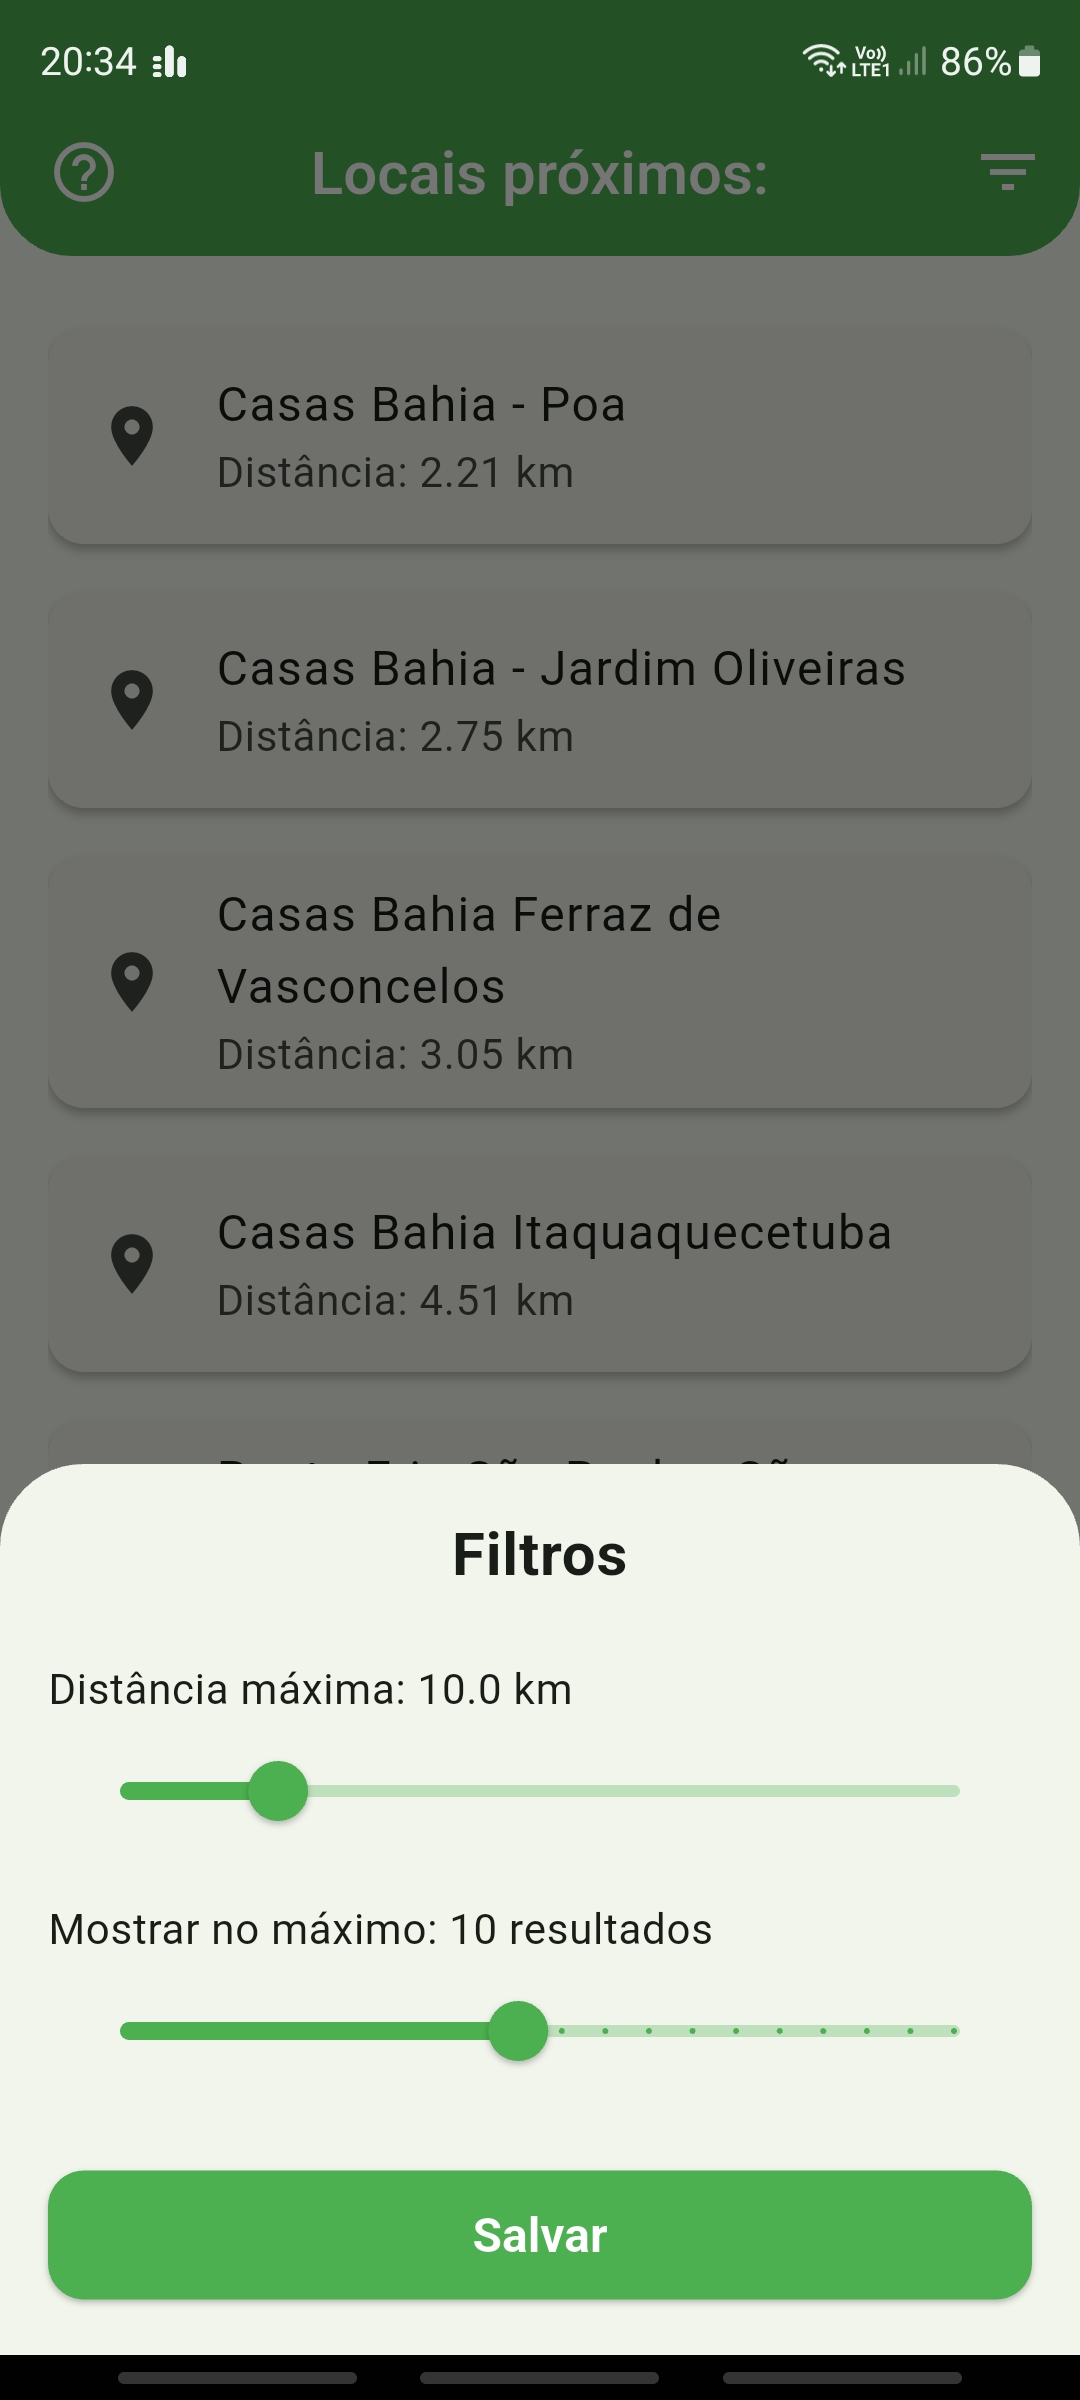 20:34
Vo)) LTE1 86%
Locais próximos:
Casas Bahia - Poa
Distância: 2.21 km
Casas Bahia - Jardim Oliveiras
Distância: 2.75 km
Casas Bahia Ferraz de
Vasconcelos
Distância: 3.05 km
Casas Bahia Itaquaquecetuba
Distância: 4.51 km
Filtros
Distância máxima: 10.0 km
Mostrar no máximo: 10 resultados
Salvar